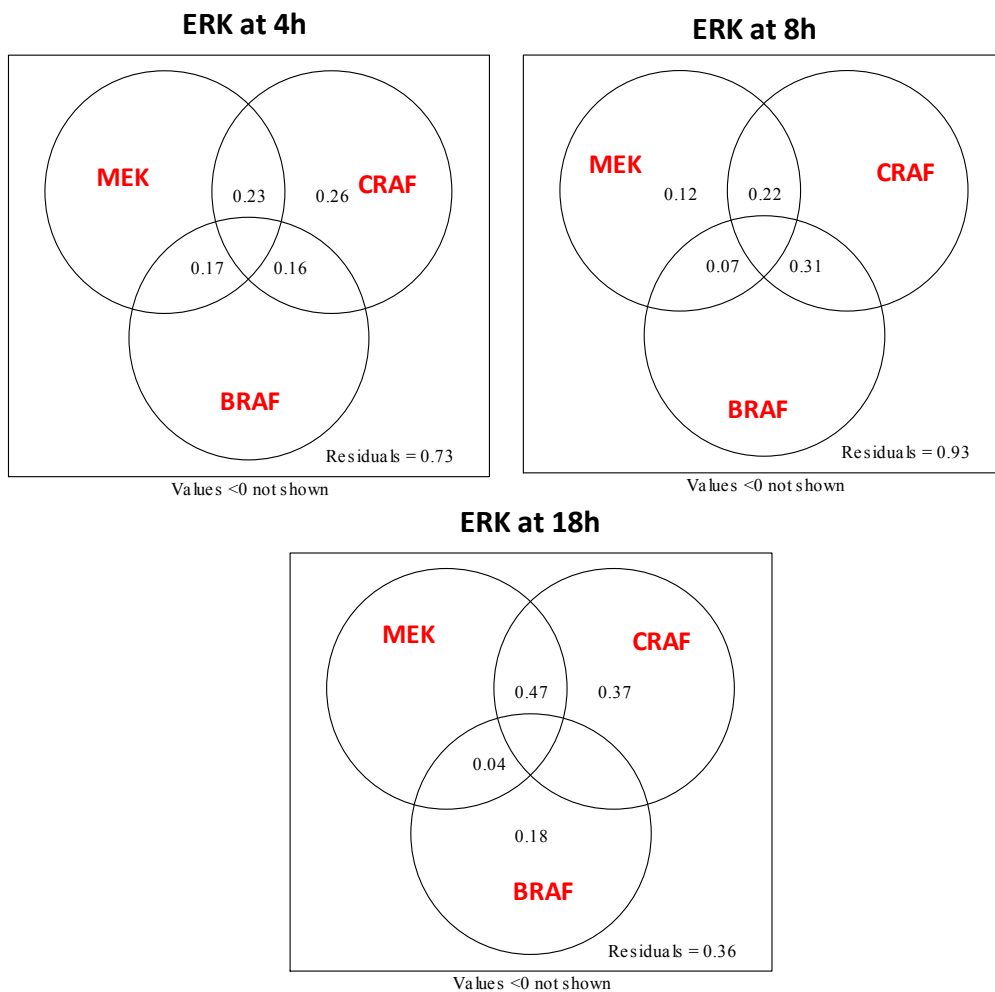 ERK at 4h
MEK
CRAF
0.23
0.26
0.17
0.16
BRAF
Residuals = 0.73
Values <0 not shown
ERK at 8h
MEK
CRAF
0.12
0.22
0.07
0.31
BRAF
Residuals = 0.93
Values <0 not shown
ERK at 18h
MEK
CRAF
0.47
0.37
0.04
0.18
BRAF
Residuals = 0.36
Values <0 not shown